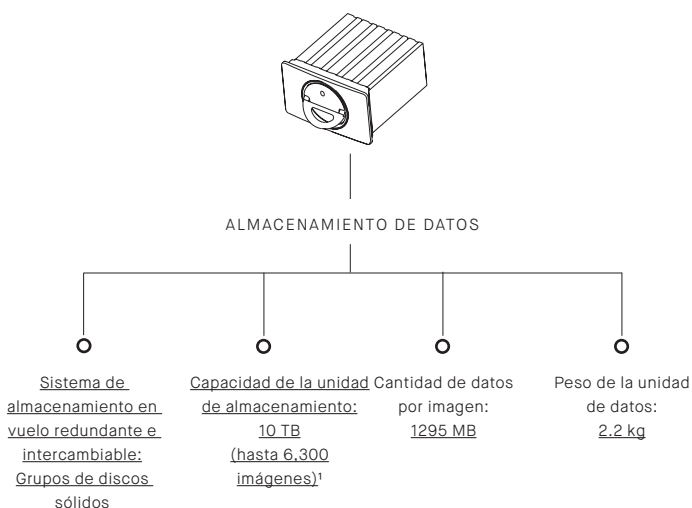 ALMACENAMIENTO DE DATOS
Sistema de
almacenamiento en
vuelo redundante e
intercambiable:
Grupos de discos
sólidos
Capacidad de la unidad
de almacenamiento:
10 TB
(hasta 6,300
imágenes)¹
Cantidad de datos
por imagen:
1295 MB
Peso de la unidad
de datos:
2.2 kg